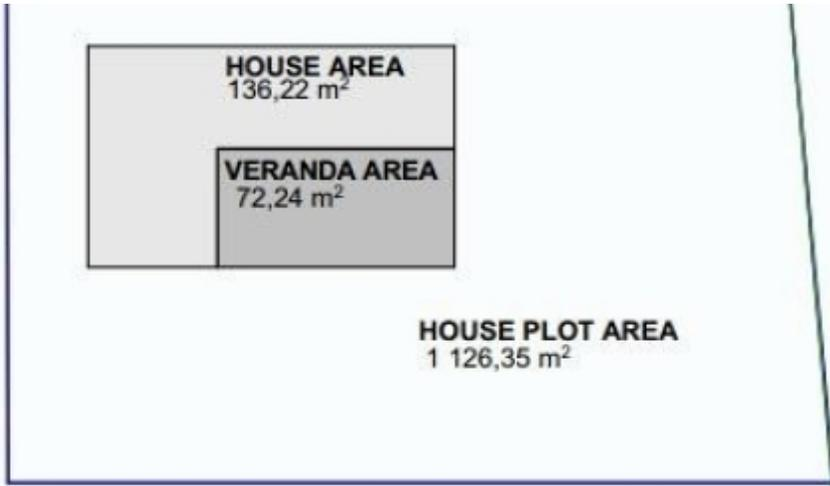 HOUSE AREA
136,22 m²
VERANDA AREA
72,24 m²
HOUSE PLOT AREA
1 126,35 m²